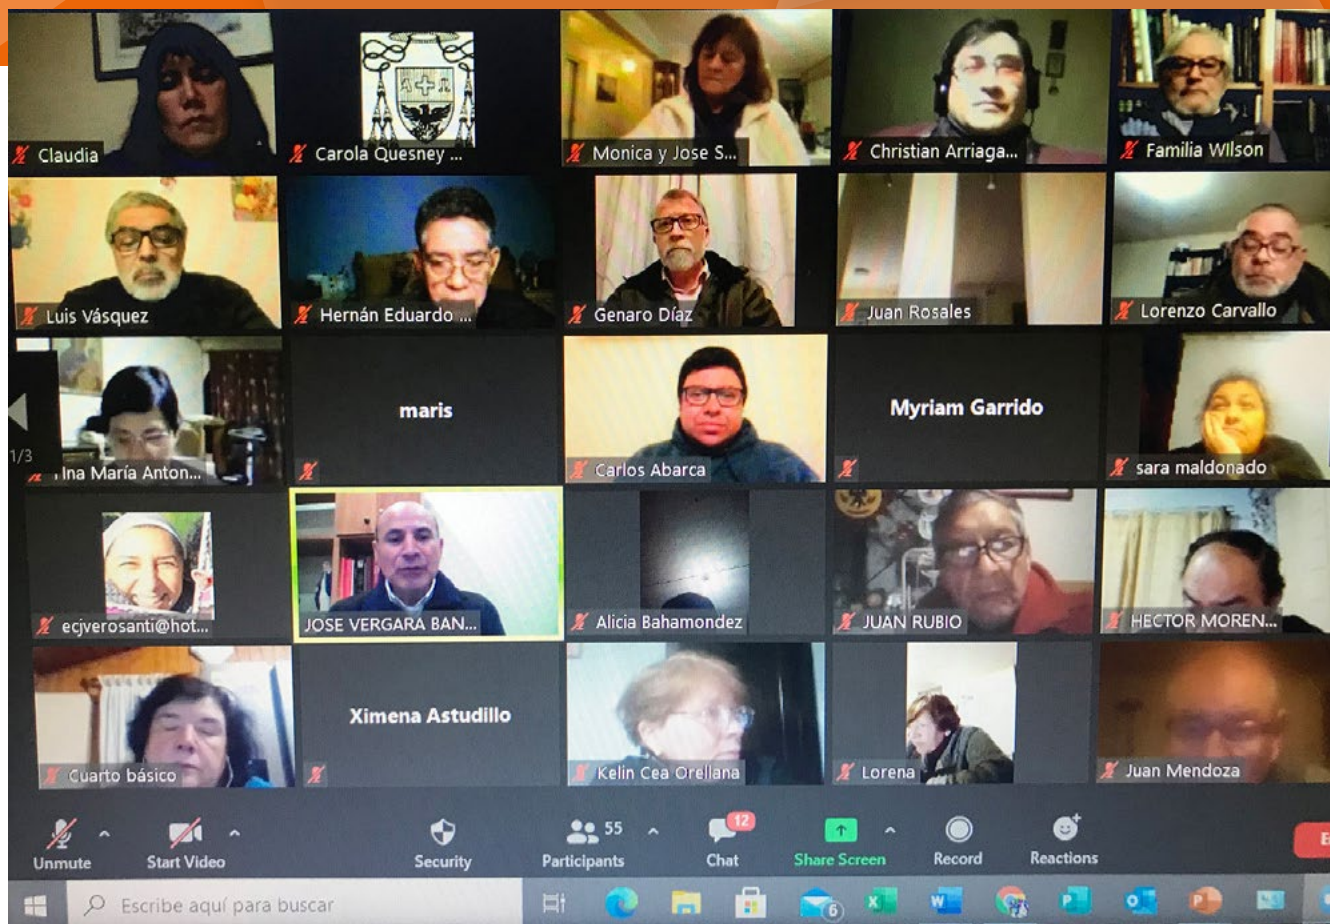 Claudia
Carola Quesney ...
Monica y Jose S...
Christian Arriaga...
Familia WIlson
Luis Vásquez
Hernán Eduardo ...
Genaro Díaz
Juan Rosales
Lorenzo Carvallo
1/3
ina María Anton...
maris
Carlos Abarca
Myriam Garrido
sara maldonado
ecjverosanti@hot...
JOSE VERGARA BAN...
Alicia Bahamondez
JUAN RUBIO
HECTOR MOREN...
Cuarto básico
Ximena Astudillo
Kelin Cea Orellana
Lorena
Juan Mendoza
Unmute
Start Video
Security
Participants
55
Chat
12
Share Screen
Record
Reactions
Escribe aquí para buscar
6